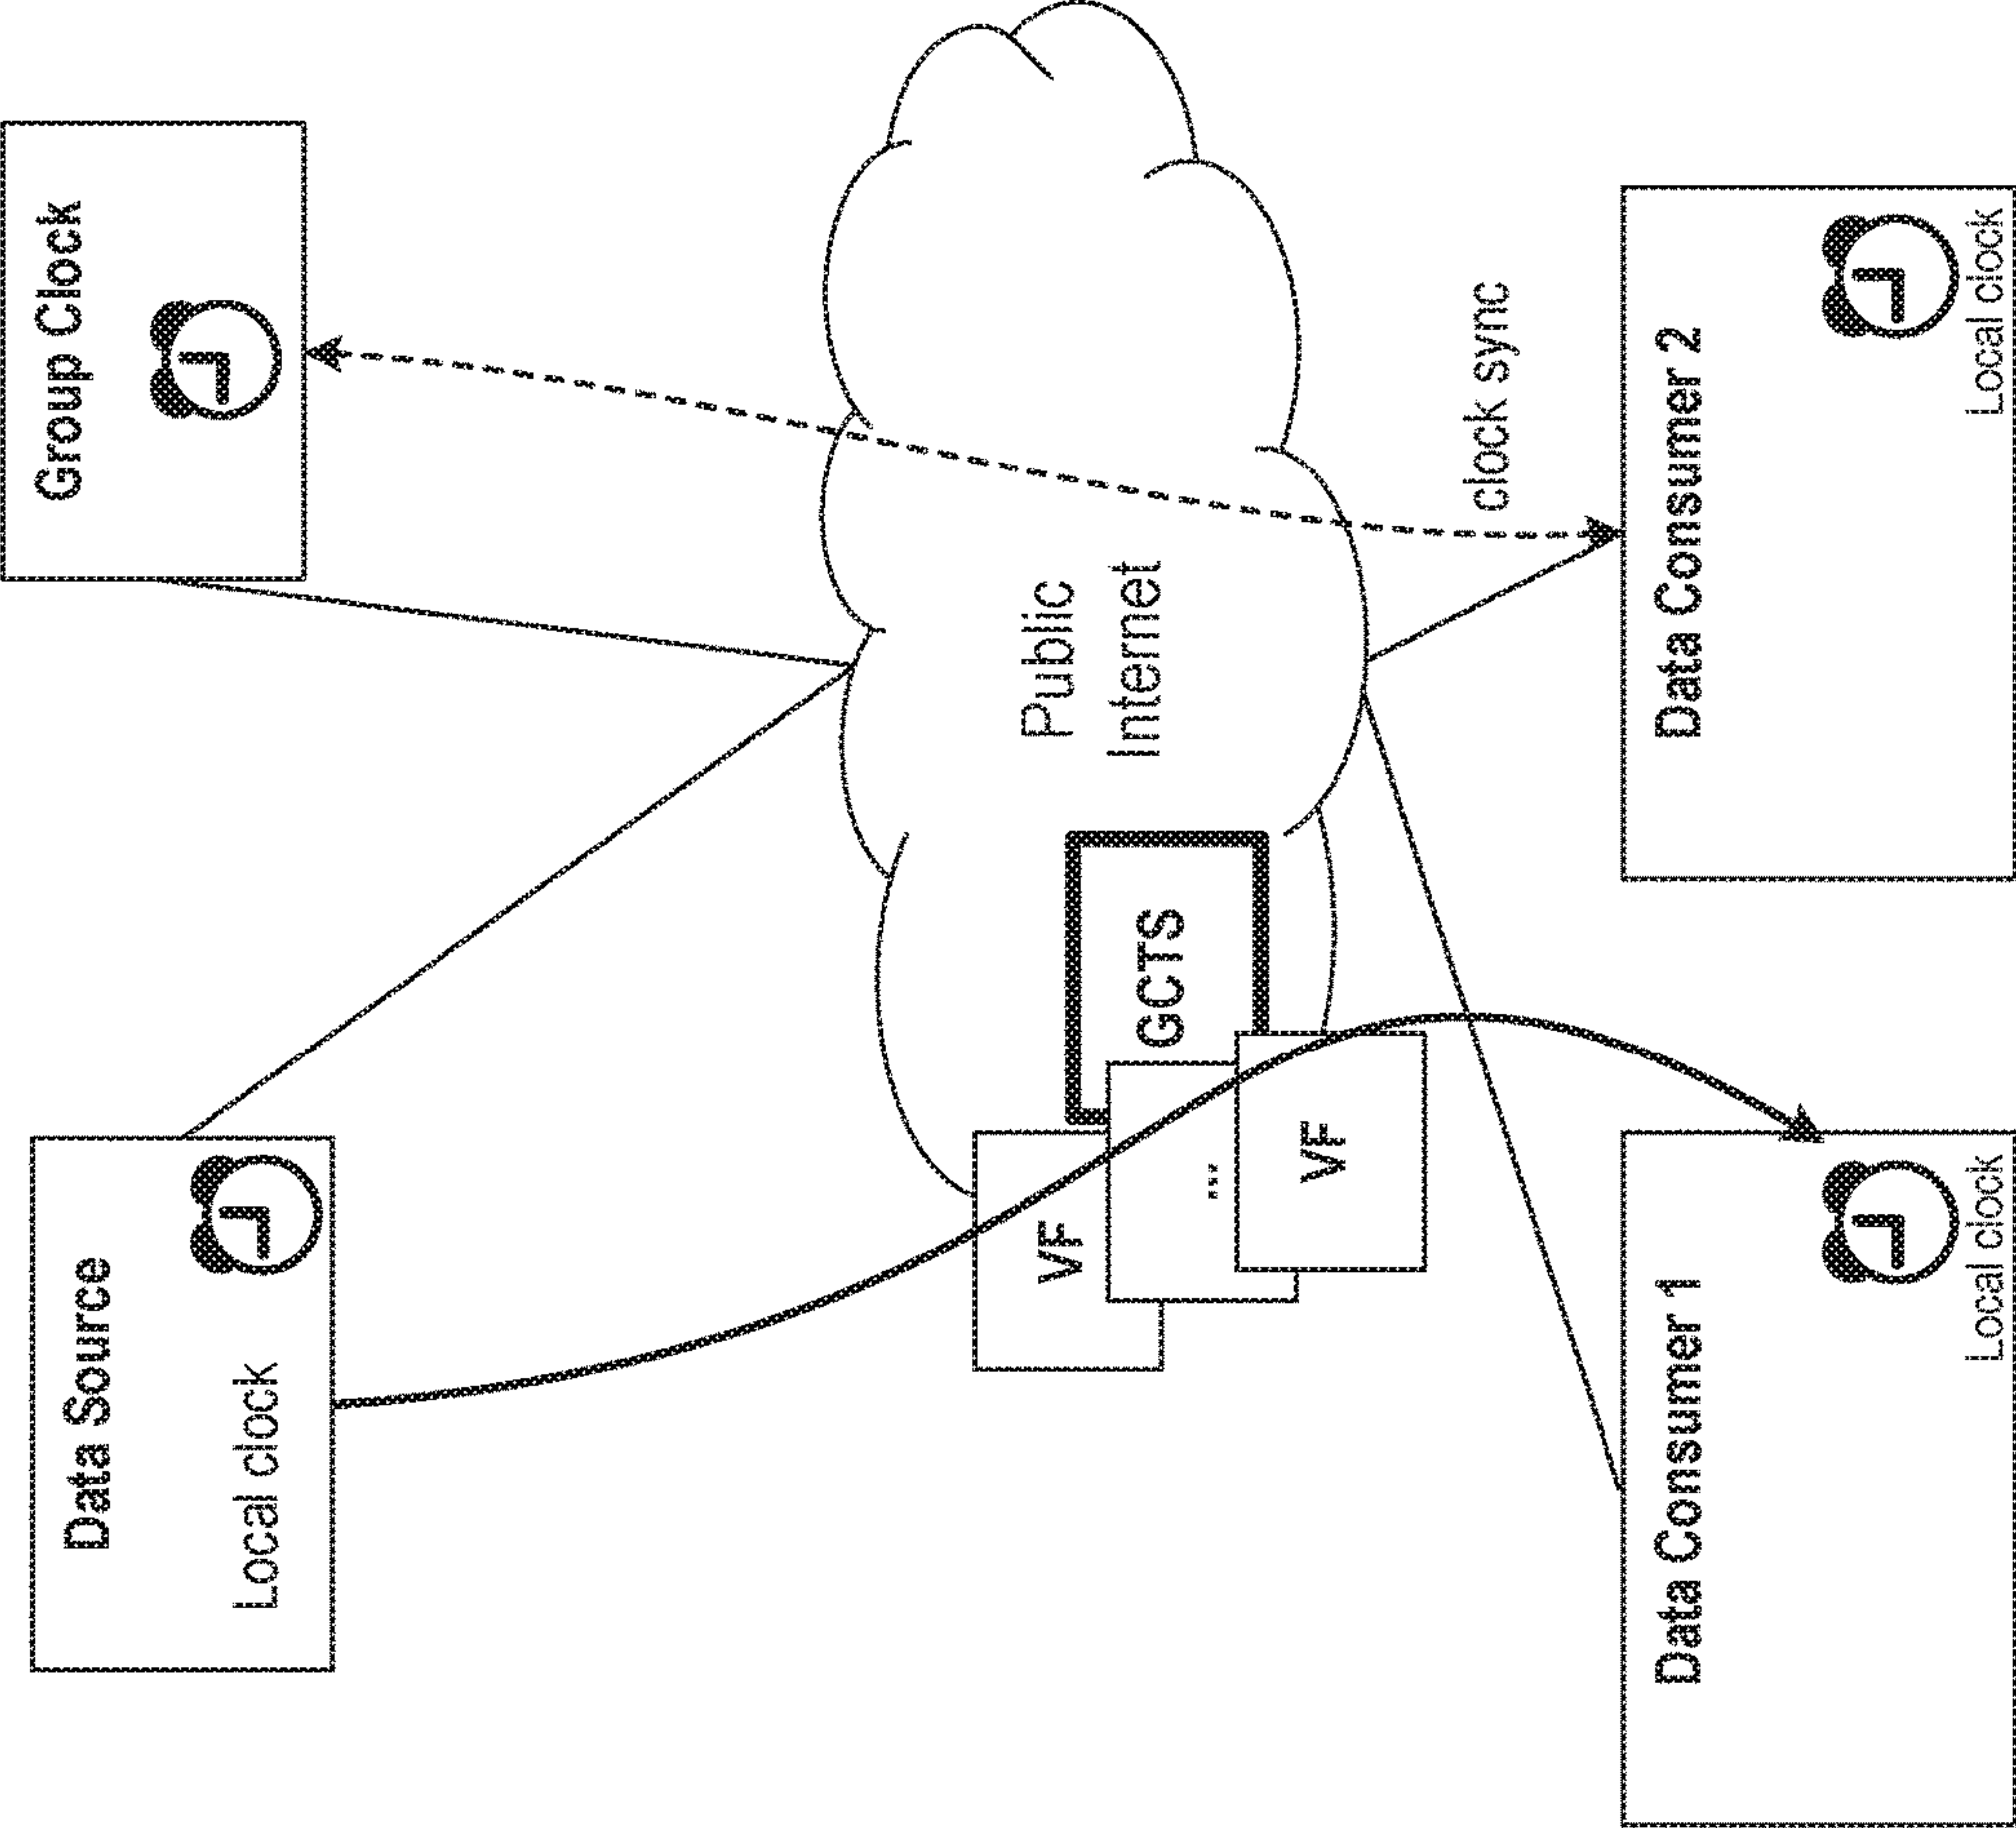 Data Source
Local clock
Group Clock
Public
Internet
GCTS
VF
...
VF
clock sync
Data Consumer 1
Local clock
Data Consumer 2
Local clock